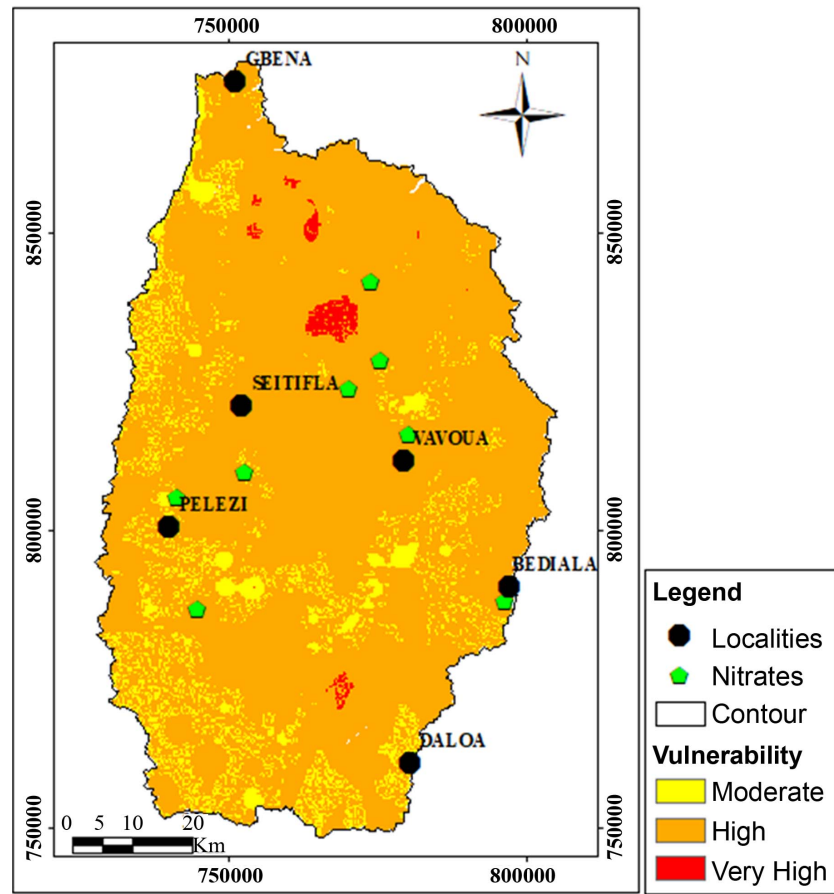 750000 800000
GBENA
N
850000 850000
SEITIFLA
VAVOUA
PELEZI
800000 800000
BEDIALA
DALOA
750000 750000
0 5 10 20
Km
750000 800000
Legend
Localities
Nitrates
Contour
Vulnerability
Moderate
High
Very High